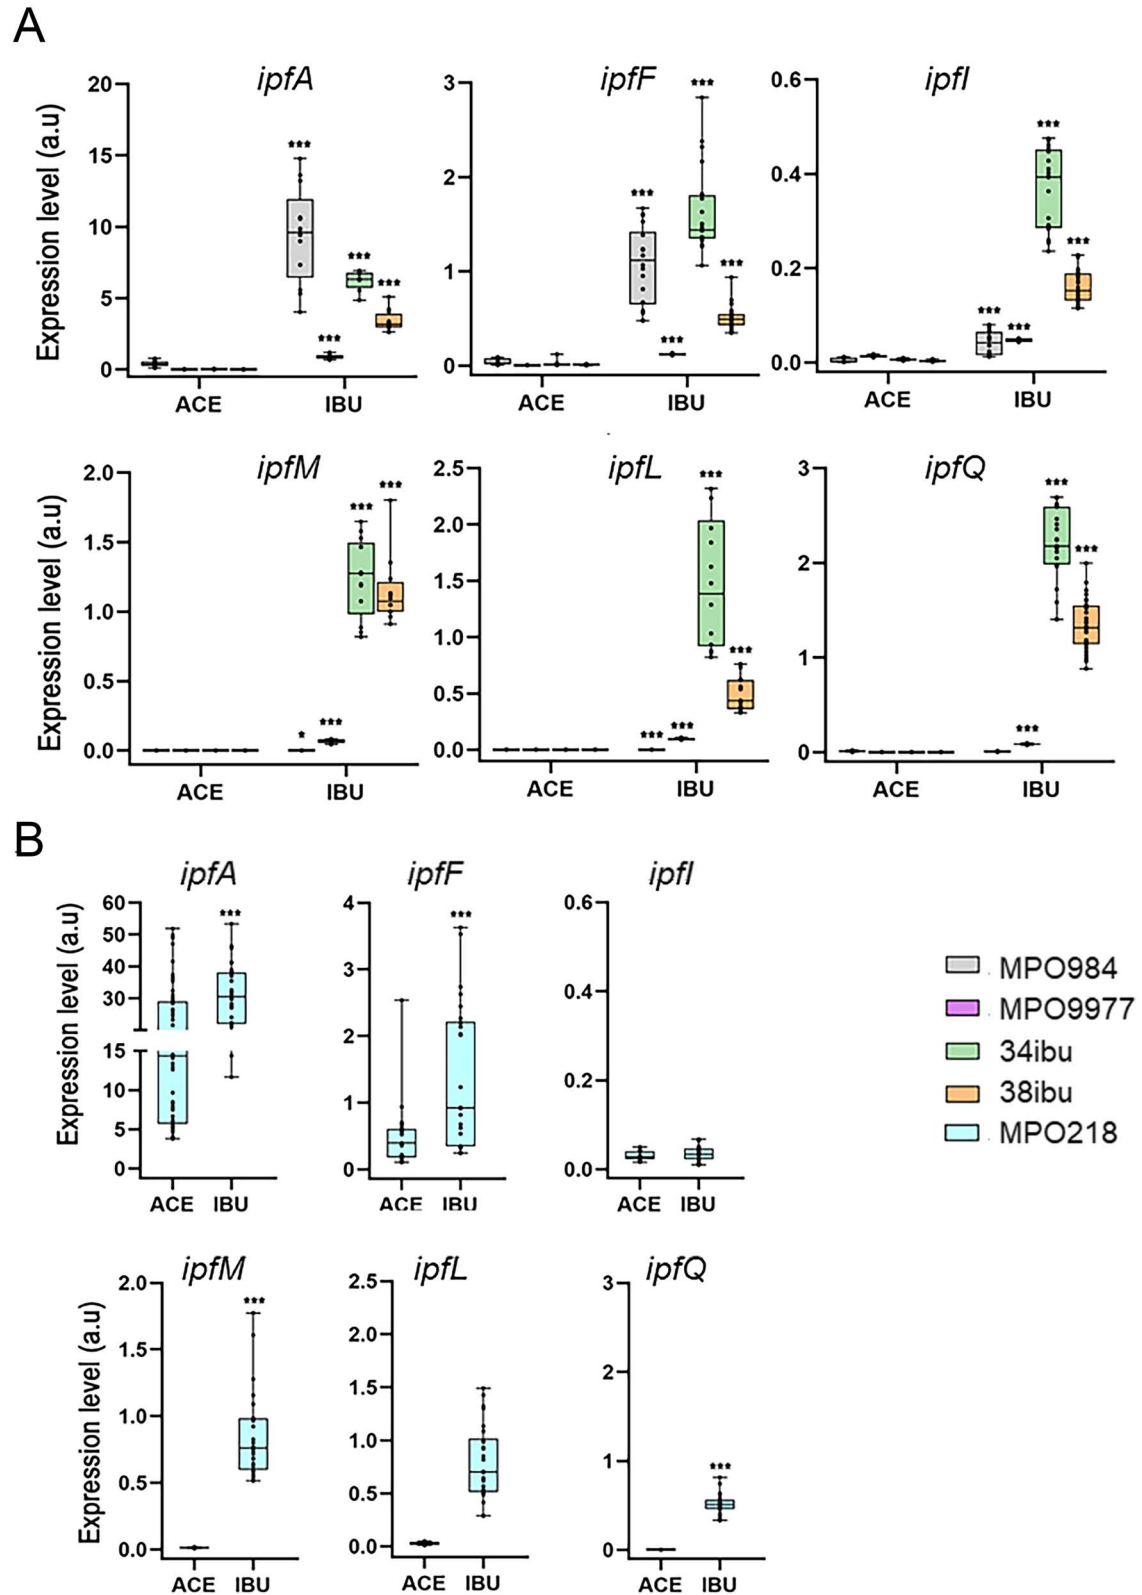 A
ipfA
ipfF
ipfI
Expression level (a.u)
20
15
10
5
0
3
2
1
0
0.6
0.4
0.2
0.0
***
***
***
***
***
***
***
***
***
***
***
***
ACE
IBU
ACE
IBU
ACE
IBU
ipfM
ipfL
ipfQ
Expression level (a.u)
2.0
1.5
1.0
0.5
0.0
2.5
2.0
1.5
1.0
0.5
0.0
3
2
1
0
*
***
***
***
***
***
***
***
***
***
***
ACE
IBU
ACE
IBU
ACE
IBU
B
ipfA
ipfF
ipfI
Expression level (a.u)
60
50
40
30
15
10
5
0
4
3
2
1
0
0.6
0.4
0.2
0.0
***
***
ACE
IBU
ACE
IBU
ACE
IBU
MPO984
MPO9977
34ibu
38ibu
MPO218
ipfM
ipfL
ipfQ
Expression level (a.u)
2.0
1.5
1.0
0.5
0.0
2.5
2.0
1.5
1.0
0.5
0.0
3
2
1
0
***
***
ACE
IBU
ACE
IBU
ACE
IBU